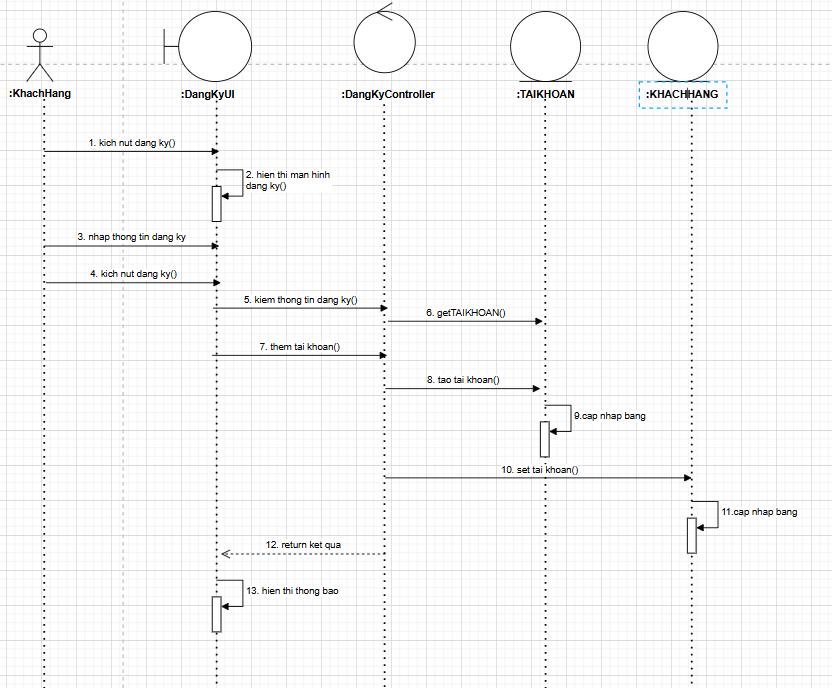 :KhachHang
:DangKyUI
:DangKyController
:TAIKHOAN
:KHACHHANG
1. kich nut dang ky()
2. hien thi man hinh
dang ky()
3. nhap thong tin dang ky
4. kich nut dang ky()
5. kiem thong tin dang ky()
6. getTAIKHOAN()
7. them tai khoan()
8. tao tai khoan()
9.cap nhap bang
10. set tai khoan()
11.cap nhap bang
12. return ket qua
13. hien thi thong bao